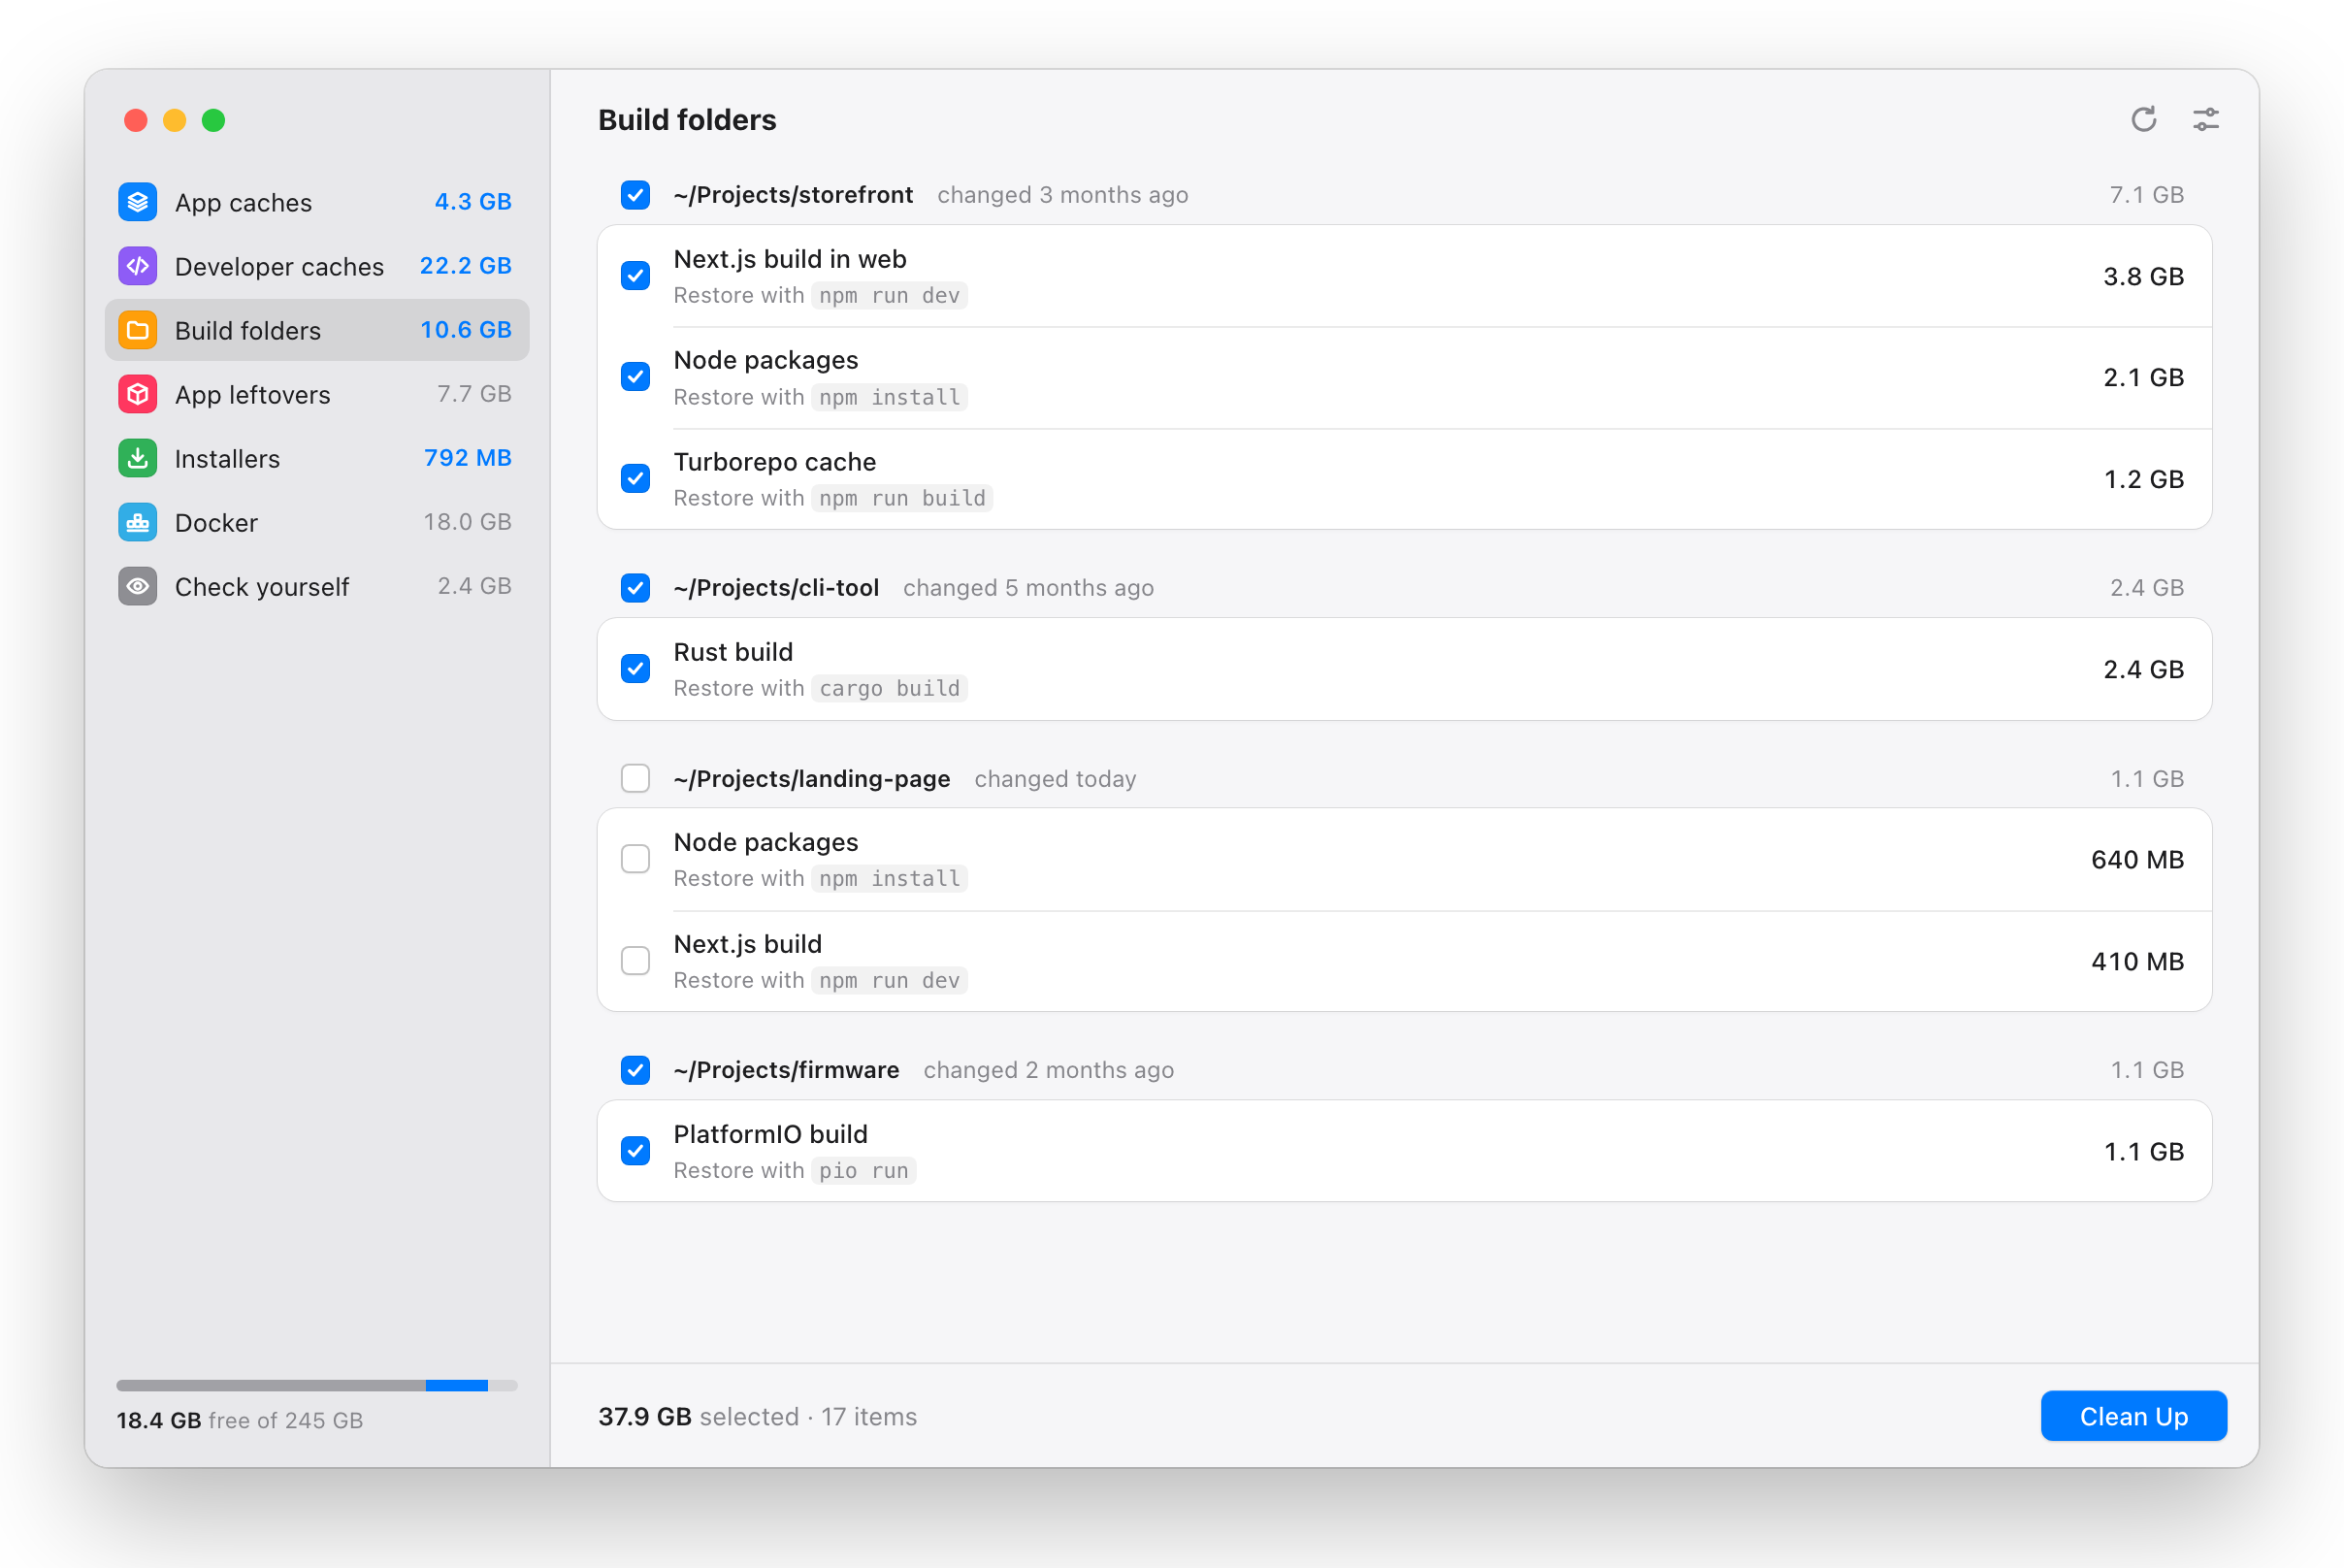 App caches 4.3 GB
Developer caches 22.2 GB
Build folders 10.6 GB
App leftovers 7.7 GB
Installers 792 MB
Docker 18.0 GB
Check yourself 2.4 GB
18.4 GB free of 245 GB
Build folders
~/Projects/storefront changed 3 months ago 7.1 GB
Next.js build in web
Restore with npm run dev
3.8 GB
Node packages
Restore with npm install
2.1 GB
Turborepo cache
Restore with npm run build
1.2 GB
~/Projects/cli-tool changed 5 months ago 2.4 GB
Rust build
Restore with cargo build
2.4 GB
~/Projects/landing-page changed today 1.1 GB
Node packages
Restore with npm install
640 MB
Next.js build
Restore with npm run dev
410 MB
~/Projects/firmware changed 2 months ago 1.1 GB
PlatformIO build
Restore with pio run
1.1 GB
37.9 GB selected · 17 items
Clean Up